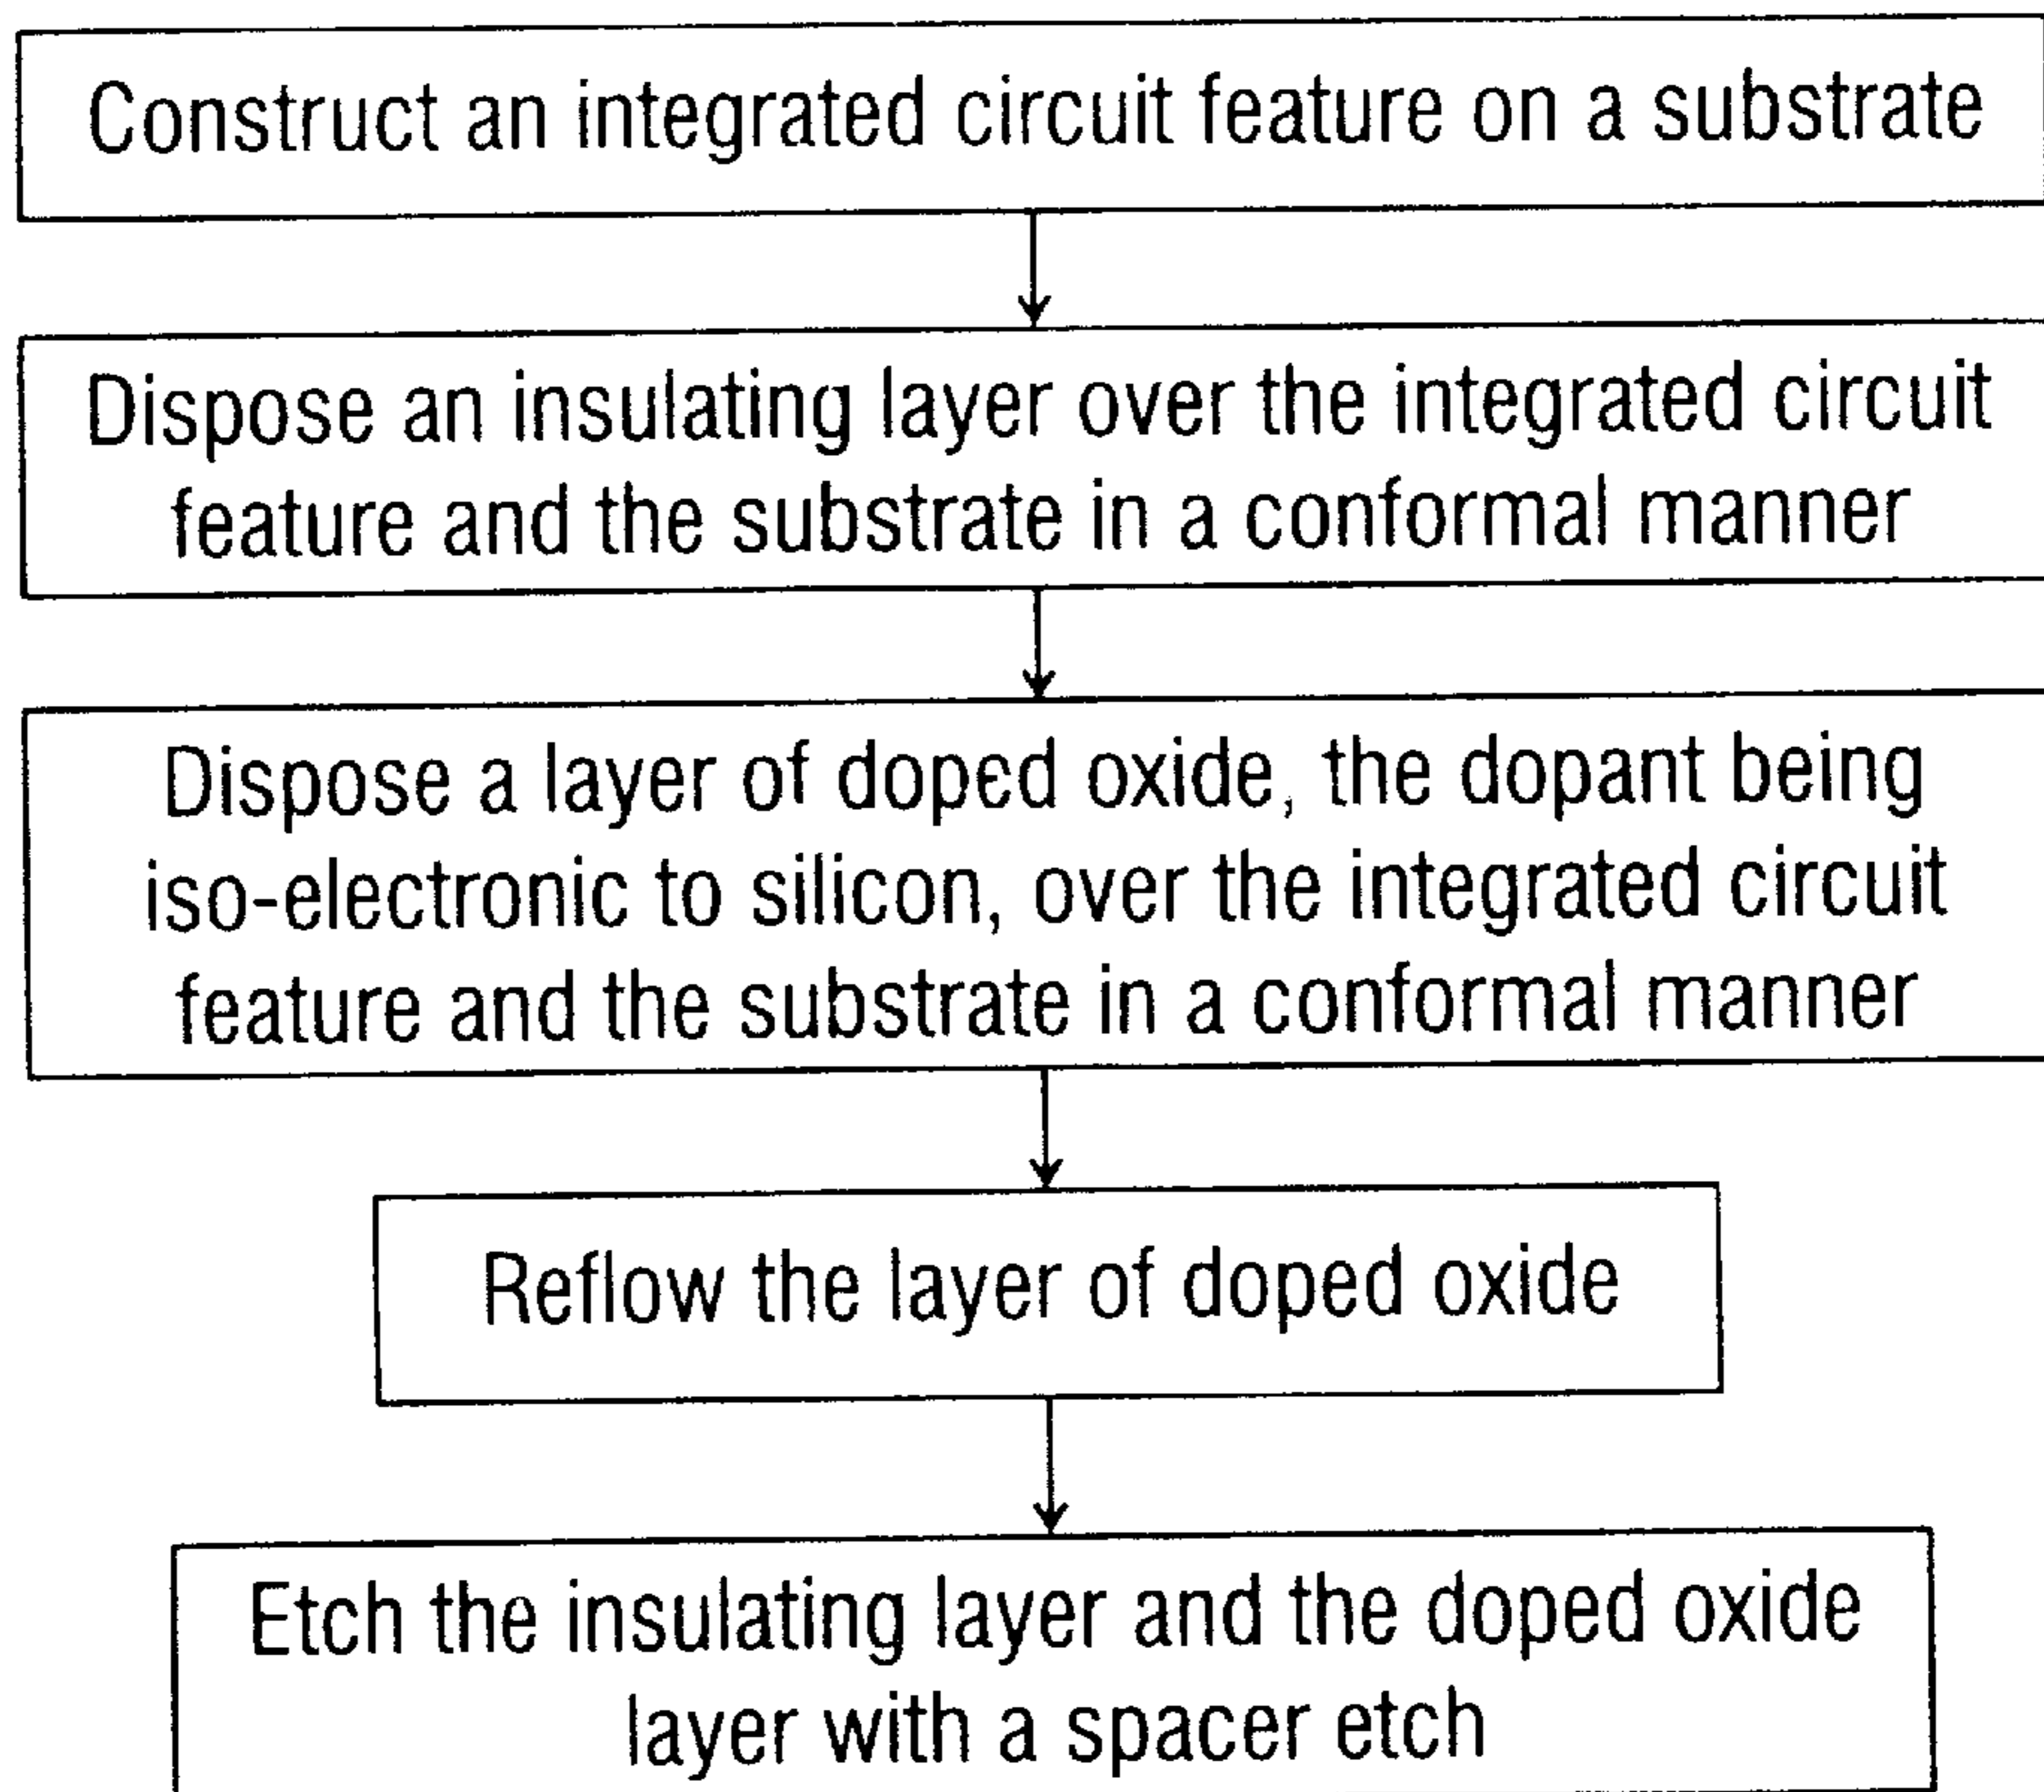 Construct an integrated circuit feature on a substrate
Dispose an insulating layer over the integrated circuit
feature and the substrate in a conformal manner
Dispose a layer of doped oxide, the dopant being
iso-electronic to silicon, over the integrated circuit
feature and the substrate in a conformal manner
Reflow the layer of doped oxide
Etch the insulating layer and the doped oxide
layer with a spacer etch